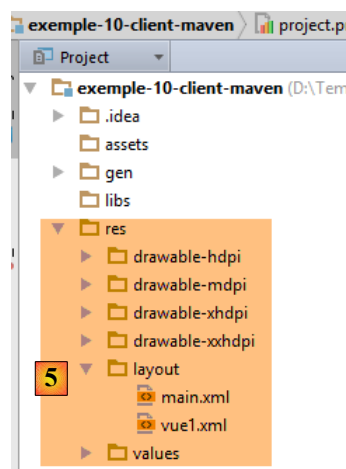 exemple-10-client-maven project.p
Project
exemple-10-client-maven (D:\Tem
.idea
assets
gen
libs
res
drawable-hdpi
drawable-mdpi
drawable-xhdpi
drawable-xxhdpi
5 layout
main.xml
vue1.xml
values